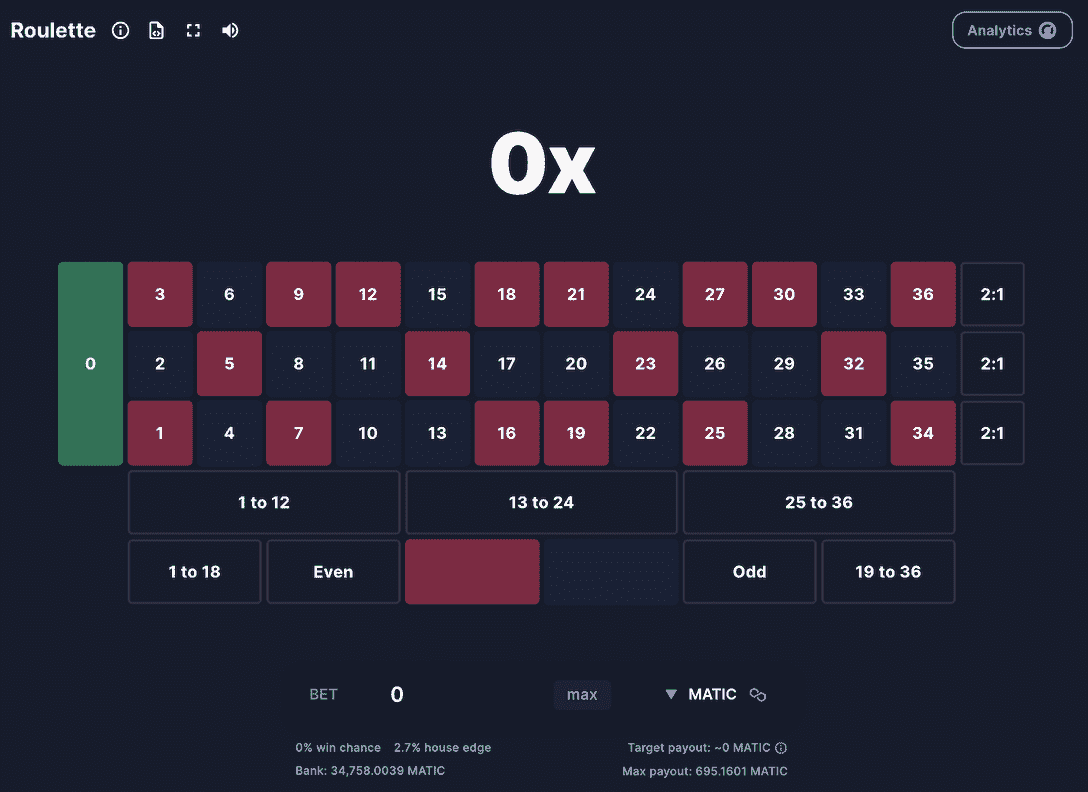 Roulette Analytics
0x
3 6 9 12 15 18 21 24 27 30 33 36 2:1
0 2 5 8 11 14 17 20 23 26 29 32 35 2:1
1 4 7 10 13 16 19 22 25 28 31 34 2:1
1 to 12 13 to 24 25 to 36
1 to 18 Even Odd 19 to 36
BET 0 max MATIC
0% win chance 2.7% house edge Target payout: ~0 MATIC
Bank: 34,758.0039 MATIC Max payout: 695.1601 MATIC